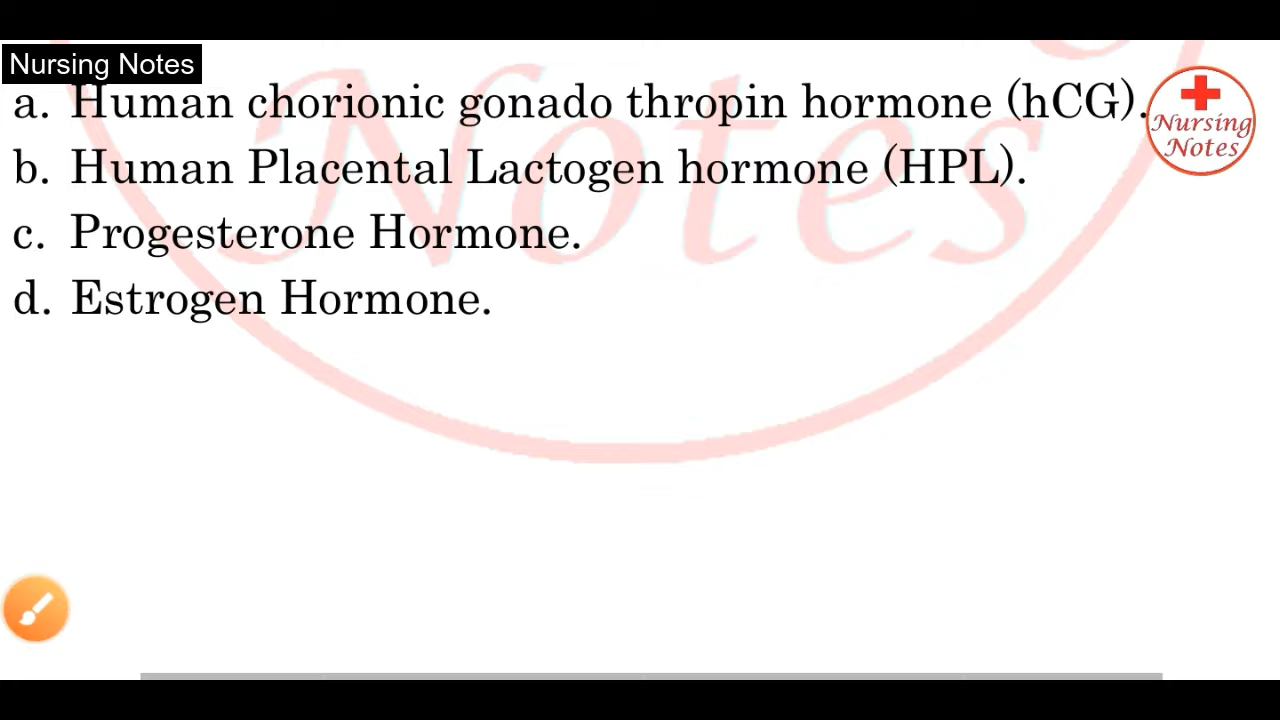 Nursing Notes
a. Human chorionic gonado thropin hormone (hCG).
b. Human Placental Lactogen hormone (HPL).
c. Progesterone Hormone.
d. Estrogen Hormone.
Nursing
Notes
Notes